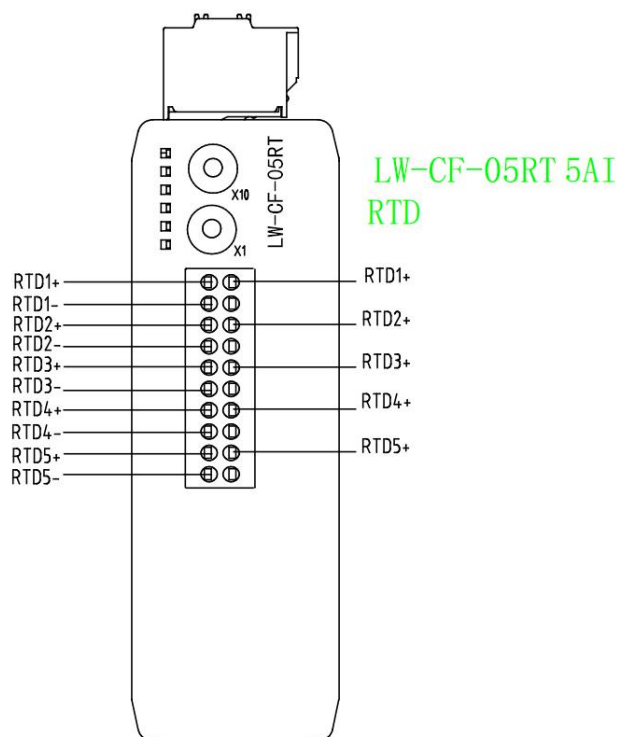 LW-CF-05RT 5AI
RTD
LW-CF-05RT
X10
X1
RTD1+
RTD1-
RTD2+
RTD2-
RTD3+
RTD3-
RTD4+
RTD4-
RTD5+
RTD5-
RTD1+
RTD2+
RTD3+
RTD4+
RTD5+